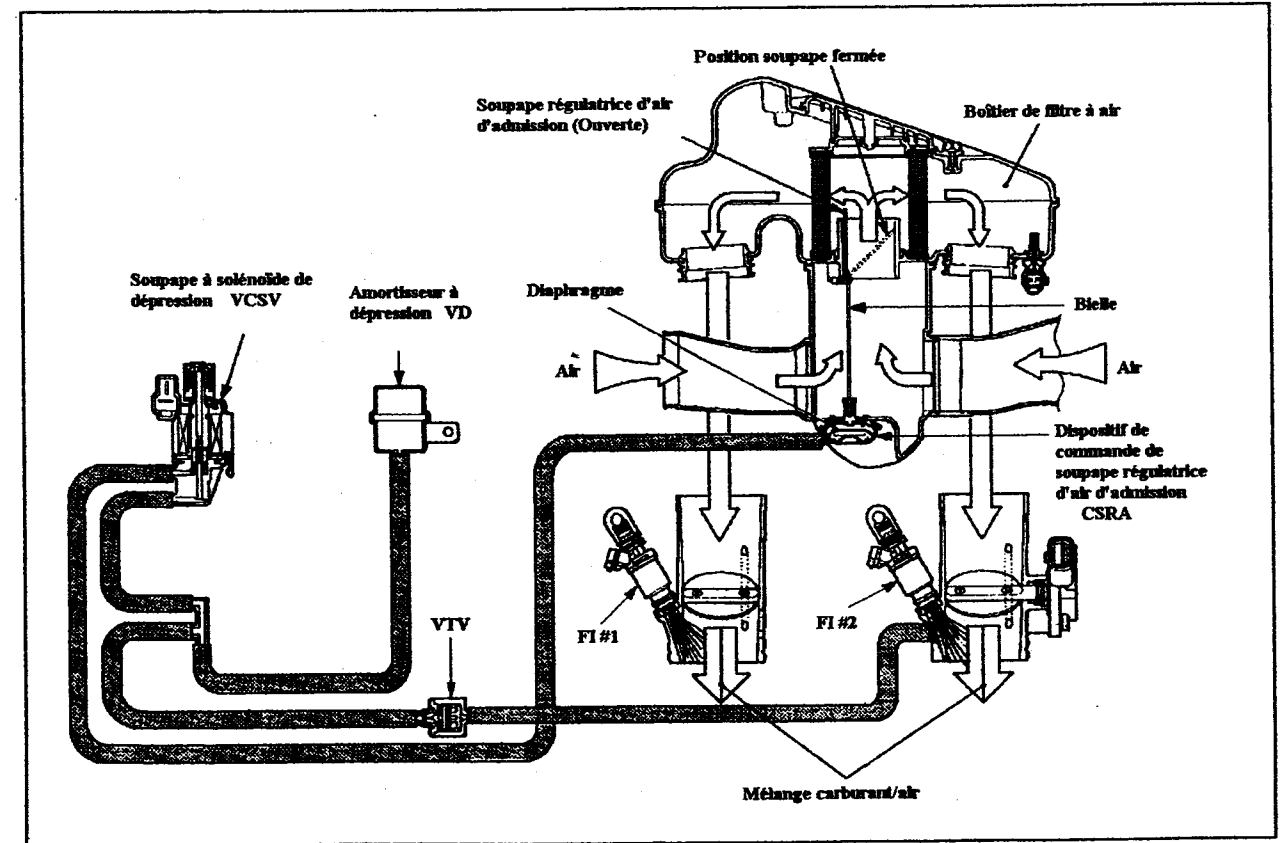 Position soupape fermée
Soupape régulatrice d'air
d'admission (Ouverte)
Boîtier de filtre à air
Soupape à solénoïde de
dépression VCSV
Amortisseur à
dépression VD
Diaphragme
Bielle
Air
Air
Dispositif de
commande de
soupape régulatrice
d'air d'admission
CSRA
FI #1
FI #2
VTV
Mélange carburant/air